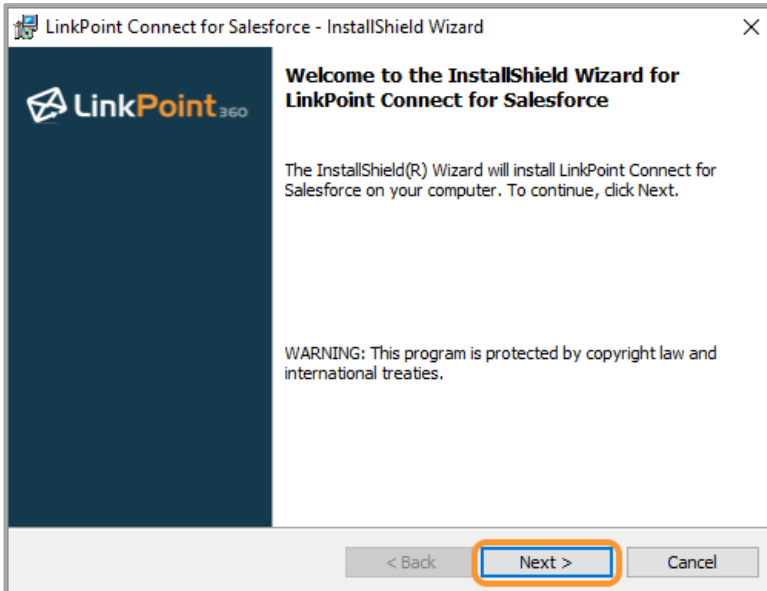 LinkPoint Connect for Salesforce - InstallShield Wizard
LinkPoint360
Welcome to the InstallShield Wizard for
LinkPoint Connect for Salesforce
The InstallShield(R) Wizard will install LinkPoint Connect for
Salesforce on your computer. To continue, click Next.
WARNING: This program is protected by copyright law and
international treaties.
< Back Next > Cancel